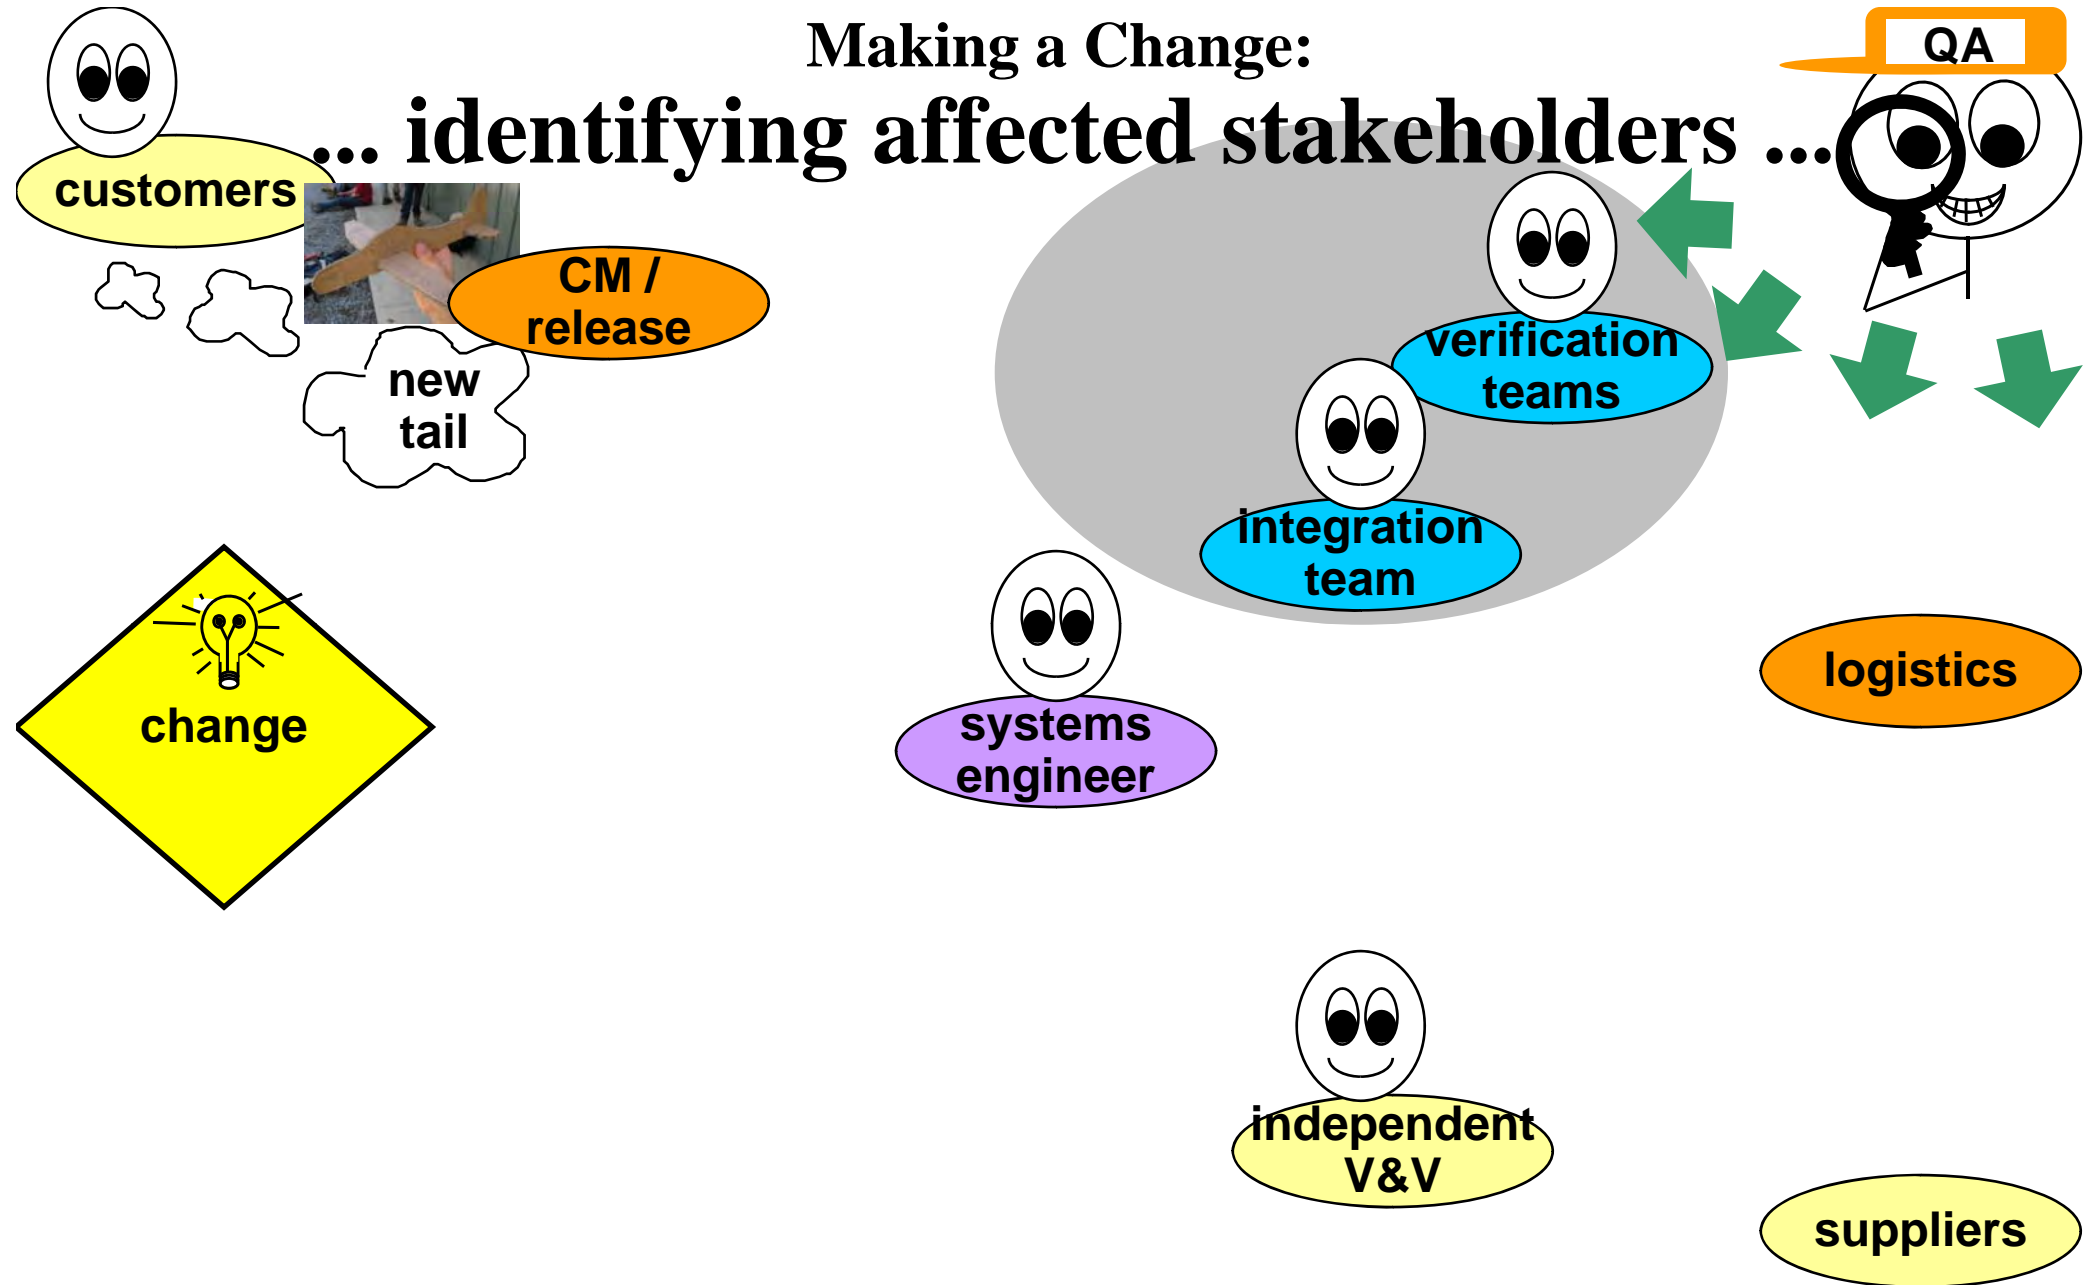 Making a Change:
... identifying affected stakeholders ...
QA
customers
CM /
release
new
tail
verification
teams
integration
team
change
systems
engineer
logistics
independent
V&V
suppliers